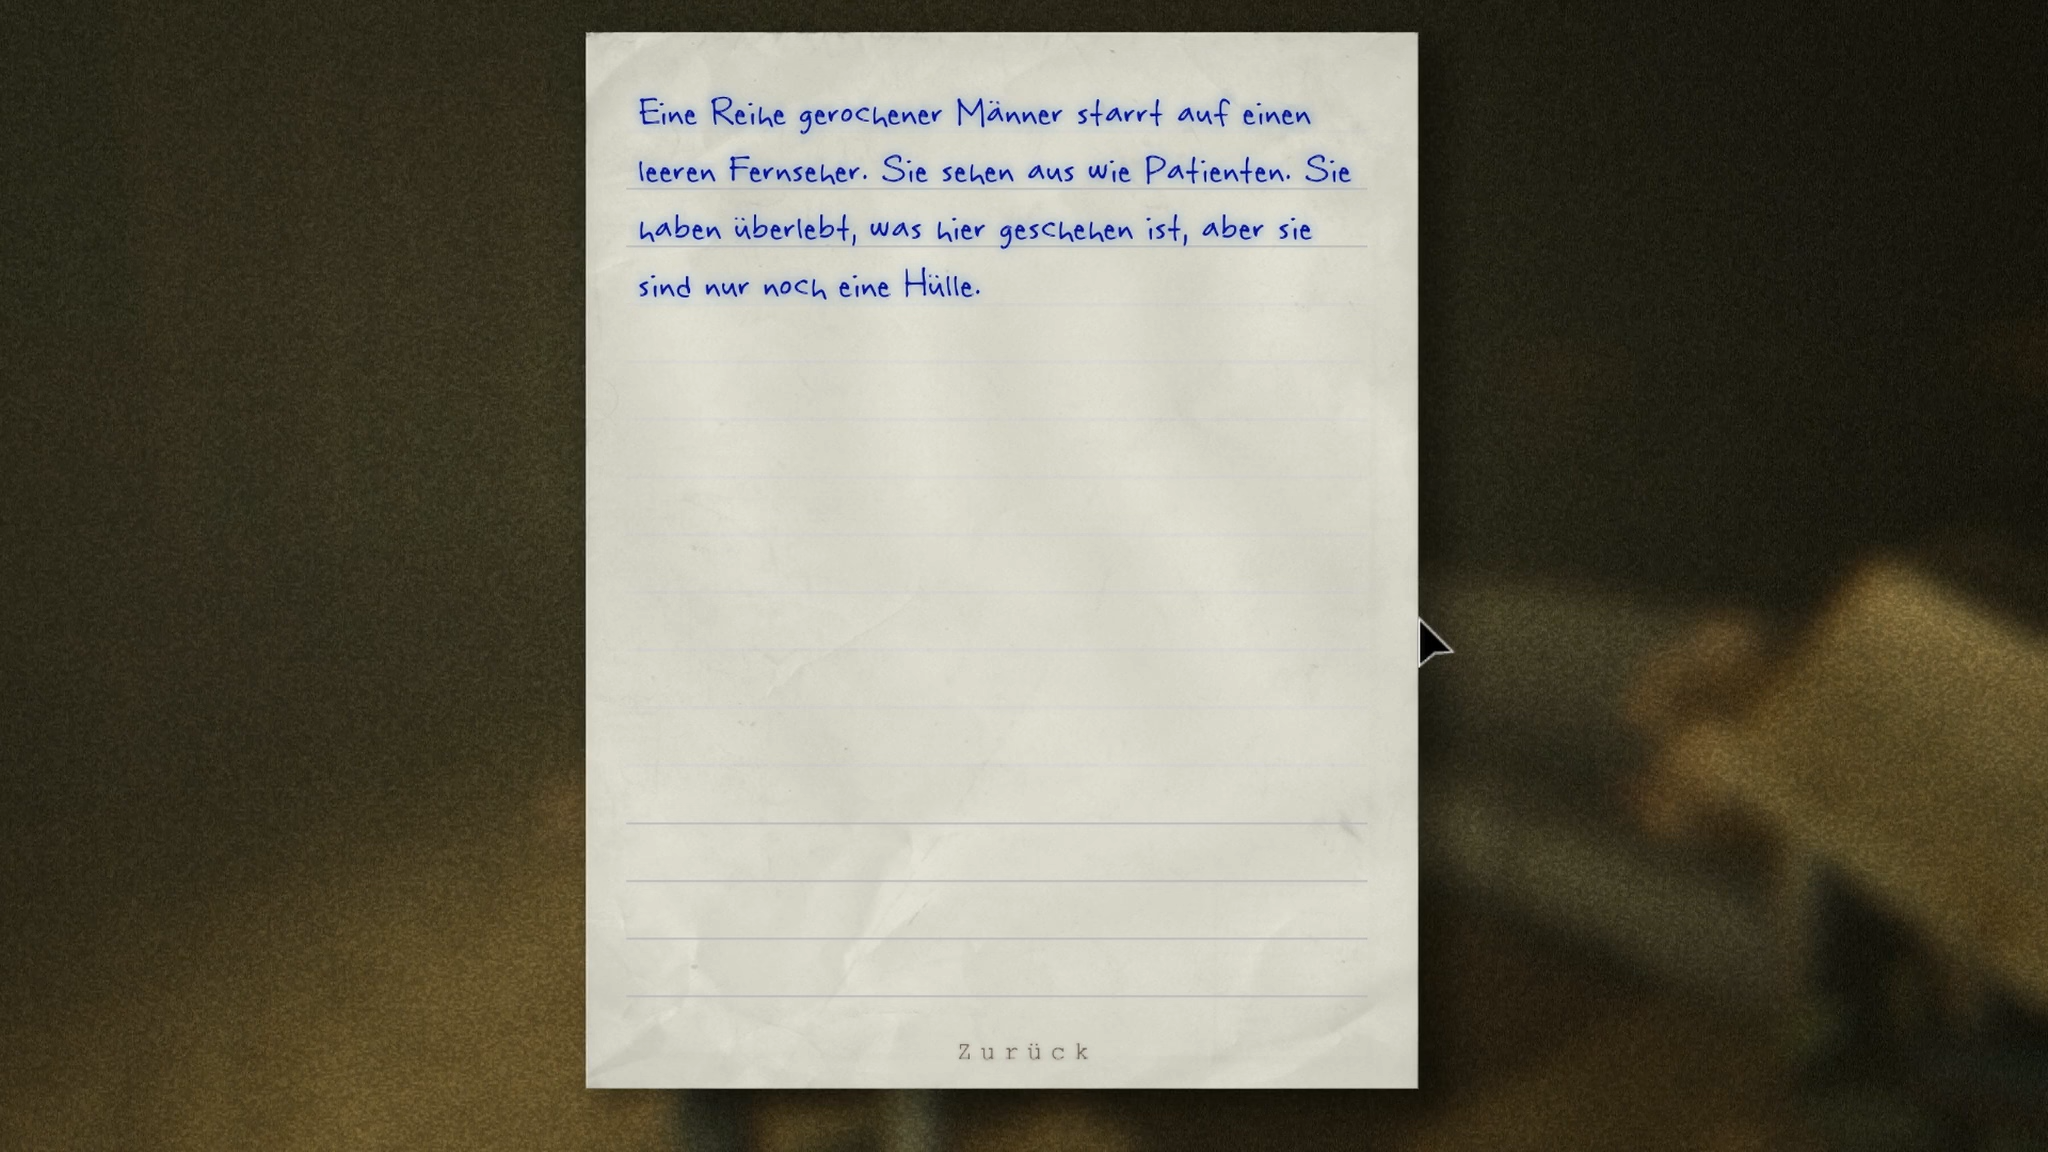 Eine Reihe gerochener Männer starrt auf einen
leeren Fernseher. Sie sehen aus wie Patienten. Sie
haben überlebt, was hier geschehen ist, aber sie
sind nur noch eine Hülle.
Zurück